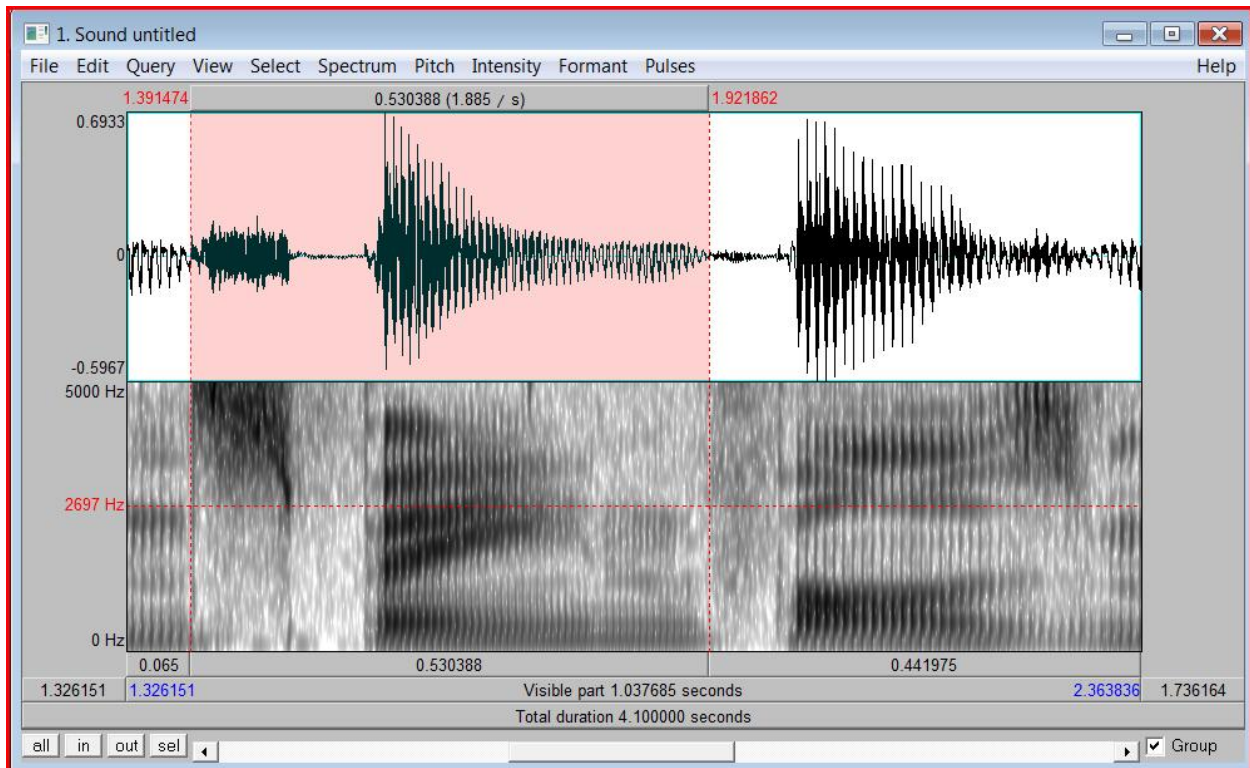 1. Sound untitled
File Edit Query View Select Spectrum Pitch Intensity Formant Pulses Help
1.391474 0.530388 (1.885 / s) 1.921862
0.6933
0
-0.5967
5000 Hz
2697 Hz
0 Hz
0.065 0.530388 0.441975
1.326151 1.326151 Visible part 1.037685 seconds 2.363836 1.736164
Total duration 4.100000 seconds
all in out sel Group